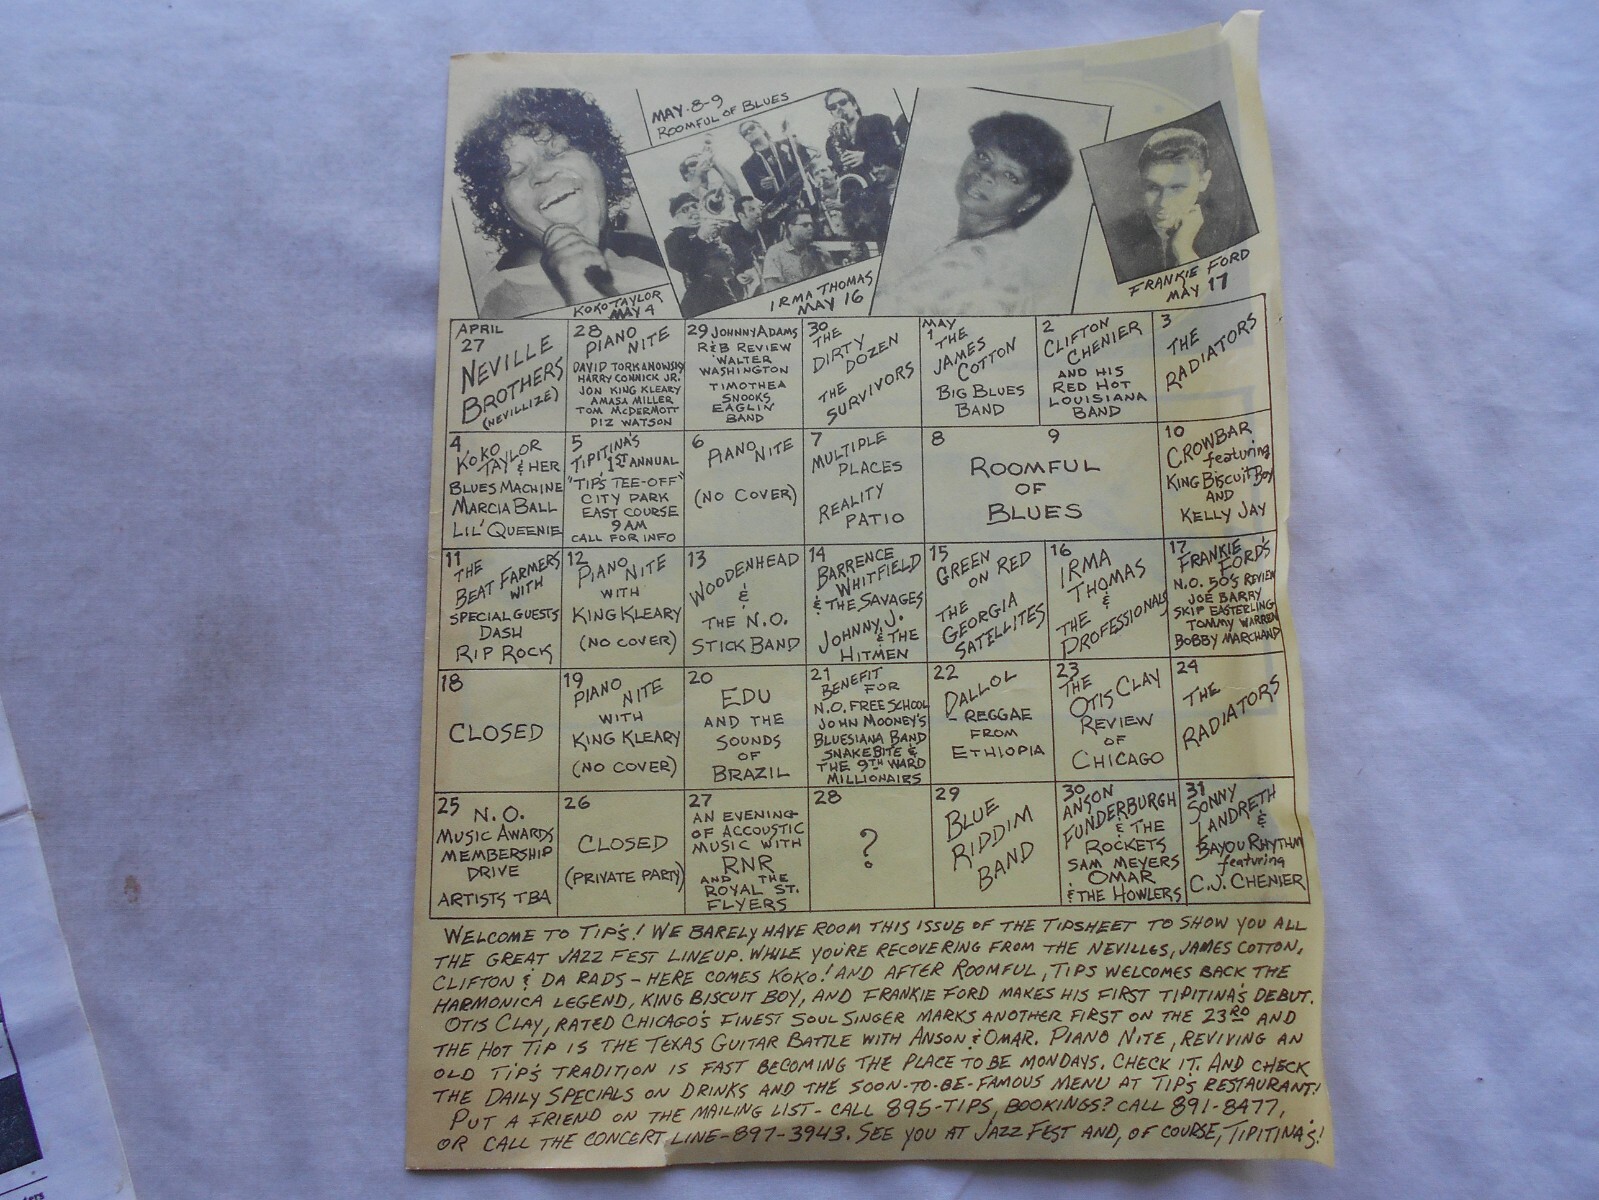 MAY 8-9
ROOMFUL OF BLUES
KOKO TAYLOR
MAY 4
IRMA THOMAS
MAY 16
FRANKIE FORD
MAY 17
APRIL
27
NEVILLE
BROTHERS
(NEVILLIZE)
28
PIANO
NITE
DAVID TORKANOWSKY
HARRY CONNICK JR.
JON KING KLEARY
AMASA MILLER
TOM McDERMOTT
DIZ WATSON
29 JOHNNY ADAMS
R&B REVIEW
WALTER
WASHINGTON
TIMOTHEA
SNOOKS
EAGLIN
BAND
30
THE
DIRTY
DOZEN
THE
SURVIVORS
MAY
1
THE
JAMES
COTTON
BIG BLUES
BAND
2
CLIFTON
CHENIER
AND HIS
RED HOT
LOUISIANA
BAND
3
THE
RADIATORS
4
KOKO
TAYLOR
& HER
BLUES MACHINE
MARCIA BALL
LIL' QUEENIE
5
TIPITINA'S
1ST ANNUAL
"TIP'S TEE-OFF"
CITY PARK
EAST COURSE
9 AM
CALL FOR INFO
6
PIANO NITE
(NO COVER)
7
MULTIPLE
PLACES
REALITY
PATIO
8 9
ROOMFUL
OF
BLUES
10
CROWBAR
featuring
KING BISCUIT BOY
AND
KELLY JAY
11
THE
BEAT FARMERS
WITH
SPECIAL GUESTS
DASH
RIP ROCK
12
PIANO NITE
WITH
KING KLEARY
(NO COVER)
13
WOODENHEAD
&
THE N.O.
STICK BAND
14
BARRENCE
WHITFIELD
& THE SAVAGES
JOHNNY J.
& THE
HITMEN
15
GREEN
ON RED
THE
GEORGIA
SATELLITES
16
IRMA
THOMAS
&
THE
PROFESSIONALS
17
FRANKIE
FORD'S
N.O. 50'S REVIEW
JOE BARRY
SKIP EASTERLING
TOMMY WARREN
BOBBY MARCHAND
18
CLOSED
19
PIANO
NITE
WITH
KING KLEARY
(NO COVER)
20
EDU
AND THE
SOUNDS
OF
BRAZIL
21
BENEFIT
FOR
N.O. FREE SCHOOL
JOHN MOONEY'S
BLUESIANA BAND
SNAKEBITE &
THE 9TH WARD
MILLIONAIRS
22
DALLOL
- REGGAE
FROM
ETHIOPIA
23
THE
OTIS CLAY
REVIEW
OF
CHICAGO
24
THE
RADIATORS
25 N.O.
MUSIC AWARDS
MEMBERSHIP
DRIVE
ARTISTS TBA
26
CLOSED
(PRIVATE PARTY)
27
AN EVENING
OF ACCOUSTIC
MUSIC WITH
RNR
AND THE
ROYAL ST.
FLYERS
28
?
29
BLUE
RIDDIM
BAND
30
ANSON
FUNDERBURGH
& THE
ROCKETS
SAM MEYERS
OMAR
& THE HOWLERS
31
SONNY
LANDRETH
&
BAYOU RHYTHM
featuring
C.J. CHENIER
WELCOME TO TIP'S! WE BARELY HAVE ROOM THIS ISSUE OF THE TIPSHEET TO SHOW YOU ALL
THE GREAT JAZZ FEST LINEUP. WHILE YOU'RE RECOVERING FROM THE NEVILLES, JAMES COTTON,
CLIFTON & DA RADS - HERE COMES KOKO! AND AFTER ROOMFUL, TIPS WELCOMES BACK THE
HARMONICA LEGEND, KING BISCUIT BOY, AND FRANKIE FORD MAKES HIS FIRST TIPITINA'S DEBUT.
OTIS CLAY, RATED CHICAGO'S FINEST SOUL SINGER MARKS ANOTHER FIRST ON THE 23RD AND
THE HOT TIP IS THE TEXAS GUITAR BATTLE WITH ANSON & OMAR. PIANO NITE, REVIVING AN
OLD TIP'S TRADITION IS FAST BECOMING THE PLACE TO BE MONDAYS. CHECK IT. AND CHECK
THE DAILY SPECIALS ON DRINKS AND THE SOON-TO-BE-FAMOUS MENU AT TIP'S RESTAURANT!
PUT A FRIEND ON THE MAILING LIST - CALL 895-TIPS, BOOKINGS? CALL 891-8477,
OR CALL THE CONCERT LINE-897-3943. SEE YOU AT JAZZ FEST AND, OF COURSE, TIPITINA'S!